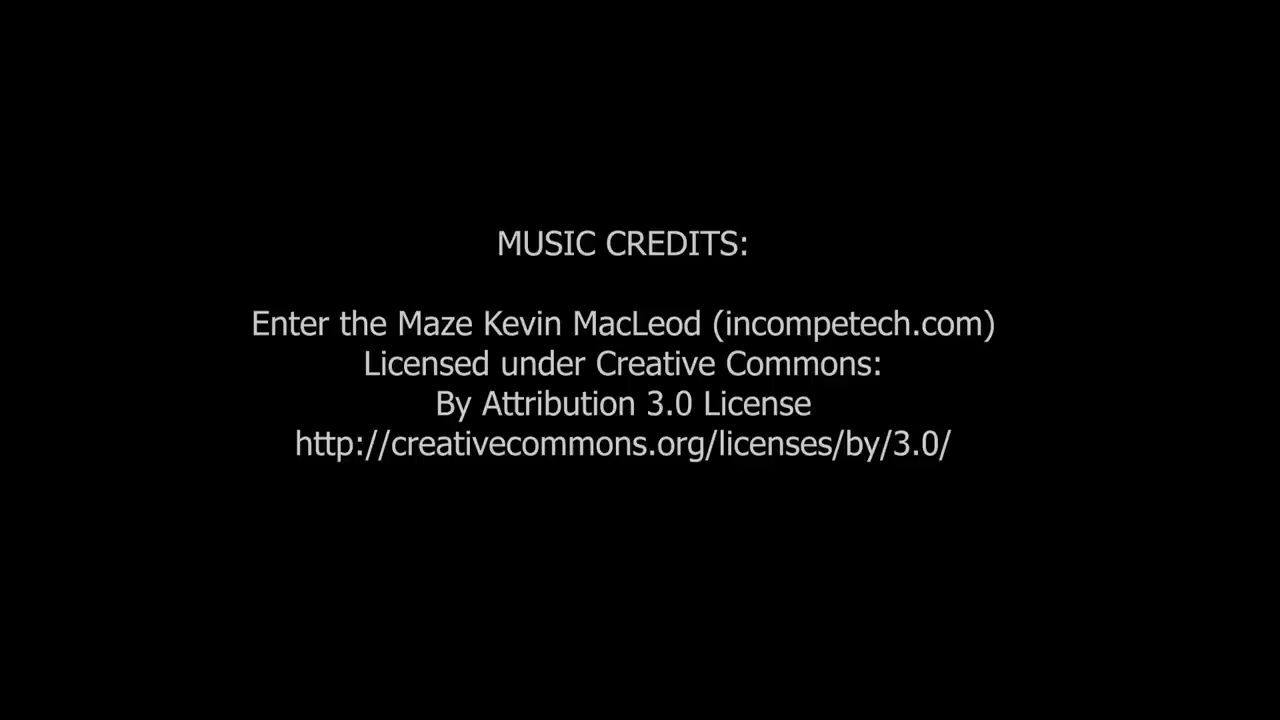 MUSIC CREDITS:
Enter the Maze Kevin MacLeod (incompetech.com)
Licensed under Creative Commons:
By Attribution 3.0 License
http://creativecommons.org/licenses/by/3.0/